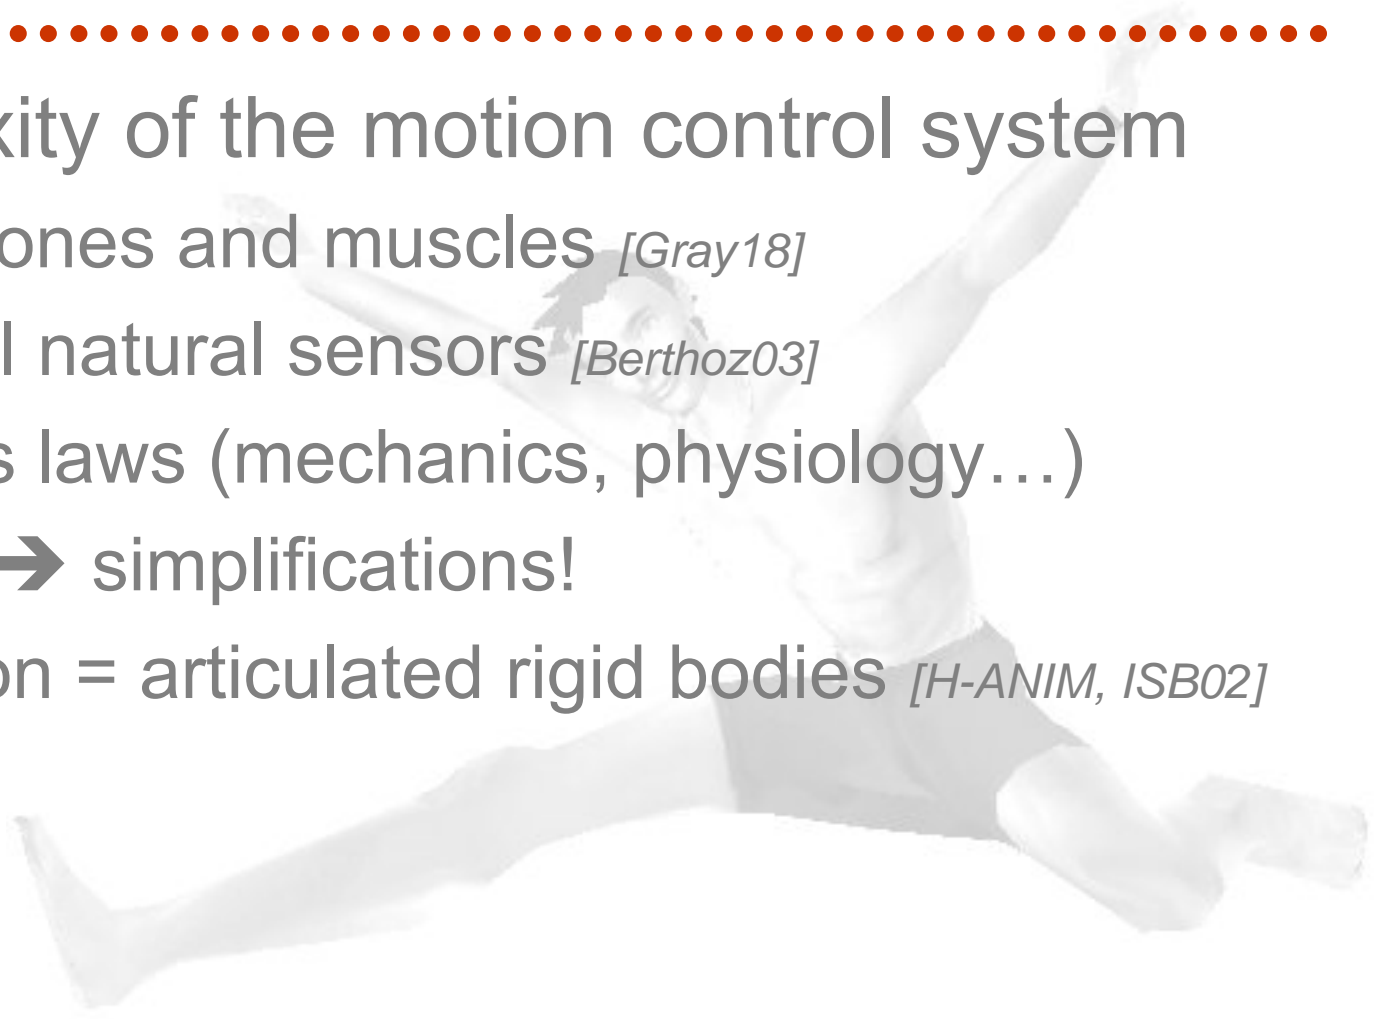 xity of the motion control system
ones and muscles [Gray18]
l natural sensors [Berthoz03]
s laws (mechanics, physiology…)
➔ simplifications!
on = articulated rigid bodies [H-ANIM, ISB02]